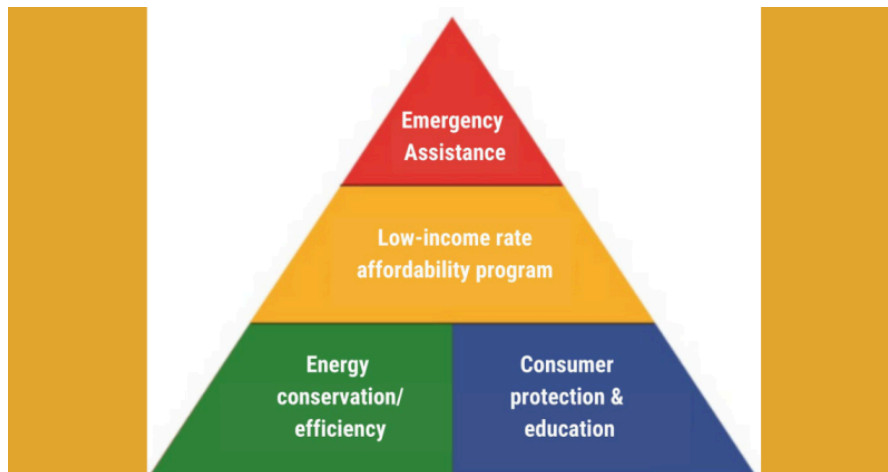 Emergency
Assistance
Low-income rate
affordability program
Energy
conservation/
efficiency
Consumer
protection &
education